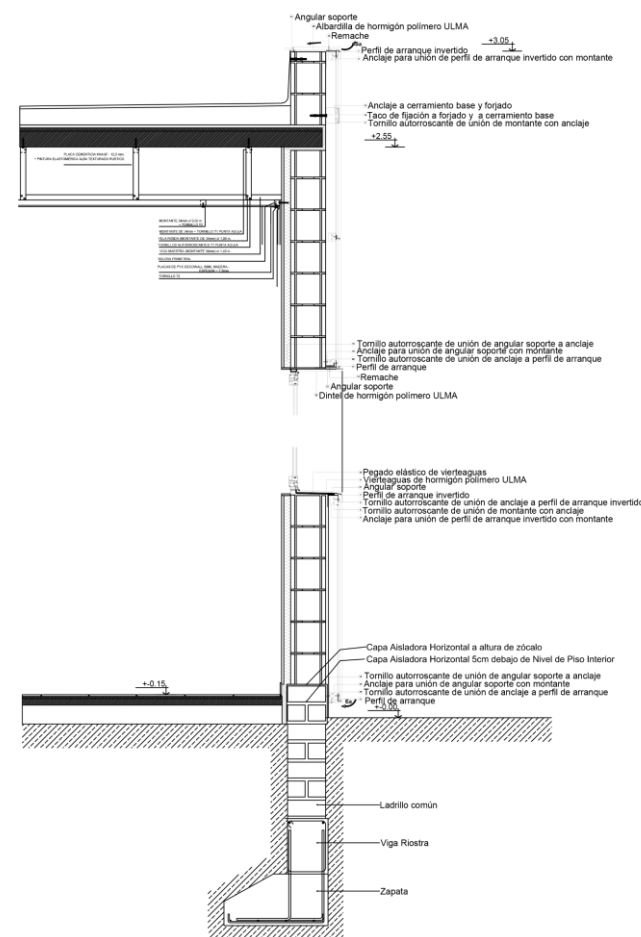 Angular soporte
Albardilla de hormigón polímero ULMA
Remache
Perfil de arranque invertido
+3.05
Anclaje para unión de perfil de arranque invertido con montante
Anclaje a cerramiento base y forjado
Taco de fijación a forjado y a cerramiento base
Tornillo autorroscante de unión de montante con anclaje
+2.55
Tornillo autorroscante de unión de angular soporte a anclaje
Anclaje para unión de angular soporte con montante
Tornillo autorroscante de unión de anclaje a perfil de arranque
Perfil de arranque
Remache
Angular soporte
Dintel de hormigón polímero ULMA
Pegado elástico de vierteaguas
Vierteaguas de hormigón polímero ULMA
Angular soporte
Perfil de arranque invertido
Tornillo autorroscante de unión de anclaje a perfil de arranque invertido
Tornillo autorroscante de unión de montante con anclaje
Anclaje para unión de perfil de arranque invertido con montante
Capa Aisladora Horizontal a altura de zócalo
Capa Aisladora Horizontal 5cm debajo de Nivel de Piso Interior
Tornillo autorroscante de unión de angular soporte a anclaje
Anclaje para unión de angular soporte con montante
Tornillo autorroscante de unión de anclaje a perfil de arranque
Perfil de arranque
+-0.15
+-0.00
Ladrillo común
Viga Riostra
Zapata